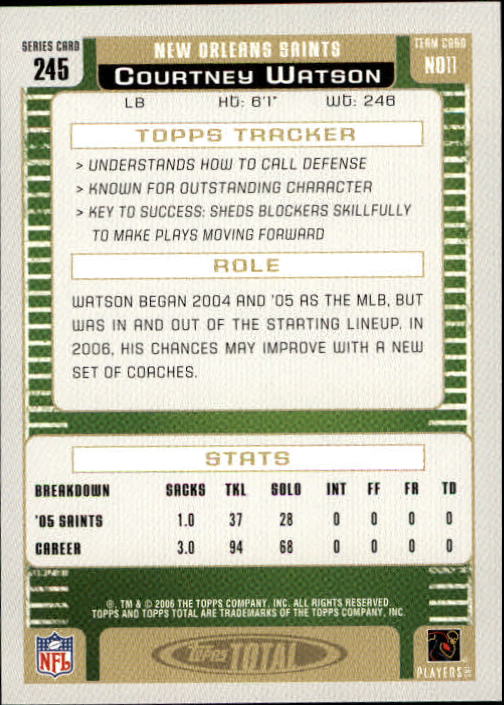 SERIES CARD
245
NEW ORLEANS SAINTS
COURTNEY WATSON
TEAM CARD
NO11
LB HT: 6'1" WT: 246
TOPPS TRACKER
> UNDERSTANDS HOW TO CALL DEFENSE
> KNOWN FOR OUTSTANDING CHARACTER
> KEY TO SUCCESS: SHEDS BLOCKERS SKILLFULLY
TO MAKE PLAYS MOVING FORWARD
ROLE
WATSON BEGAN 2004 AND '05 AS THE MLB, BUT
WAS IN AND OUT OF THE STARTING LINEUP. IN
2006, HIS CHANCES MAY IMPROVE WITH A NEW
SET OF COACHES.
STATS
BREAKDOWN SACKS TKL SOLO INT FF FR TD
'05 SAINTS 1.0 37 28 0 0 0 0
CAREER 3.0 94 68 0 0 0 0
®, TM & © 2006 THE TOPPS COMPANY, INC. ALL RIGHTS RESERVED.
TOPPS AND TOPPS TOTAL ARE TRADEMARKS OF THE TOPPS COMPANY, INC.
NFL
Topps TOTAL
PLAYERS